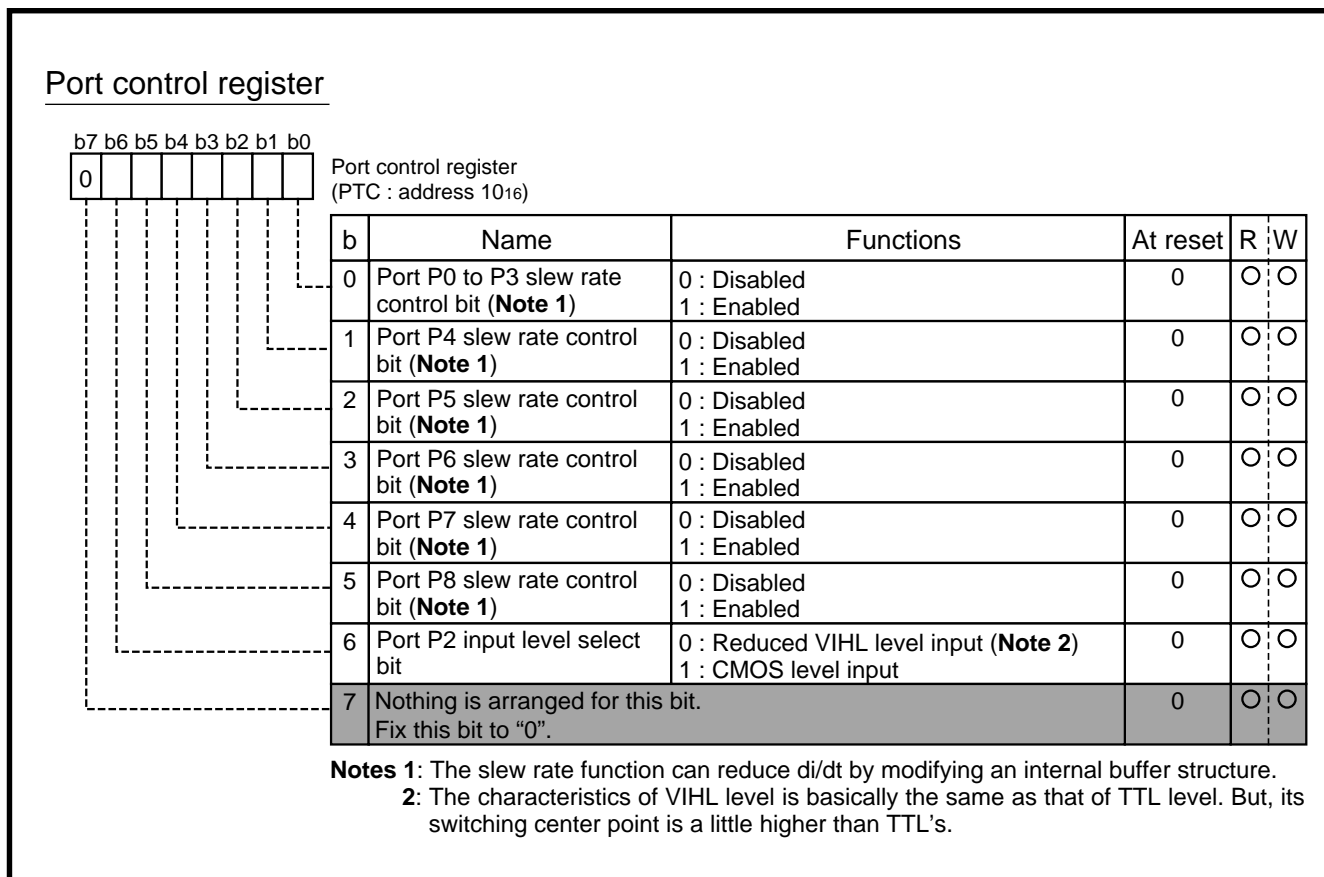 Port control register
b7 b6 b5 b4 b3 b2 b1 b0
0
Port control register
(PTC : address 1016)
b Name Functions At reset R W
0 Port P0 to P3 slew rate control bit (Note 1) 0 : Disabled 1 : Enabled 0 O O
1 Port P4 slew rate control bit (Note 1) 0 : Disabled 1 : Enabled 0 O O
2 Port P5 slew rate control bit (Note 1) 0 : Disabled 1 : Enabled 0 O O
3 Port P6 slew rate control bit (Note 1) 0 : Disabled 1 : Enabled 0 O O
4 Port P7 slew rate control bit (Note 1) 0 : Disabled 1 : Enabled 0 O O
5 Port P8 slew rate control bit (Note 1) 0 : Disabled 1 : Enabled 0 O O
6 Port P2 input level select bit 0 : Reduced VIHL level input (Note 2) 1 : CMOS level input 0 O O
7 Nothing is arranged for this bit. Fix this bit to “0”. 0 O O
Notes 1: The slew rate function can reduce di/dt by modifying an internal buffer structure.
2: The characteristics of VIHL level is basically the same as that of TTL level. But, its
switching center point is a little higher than TTL's.